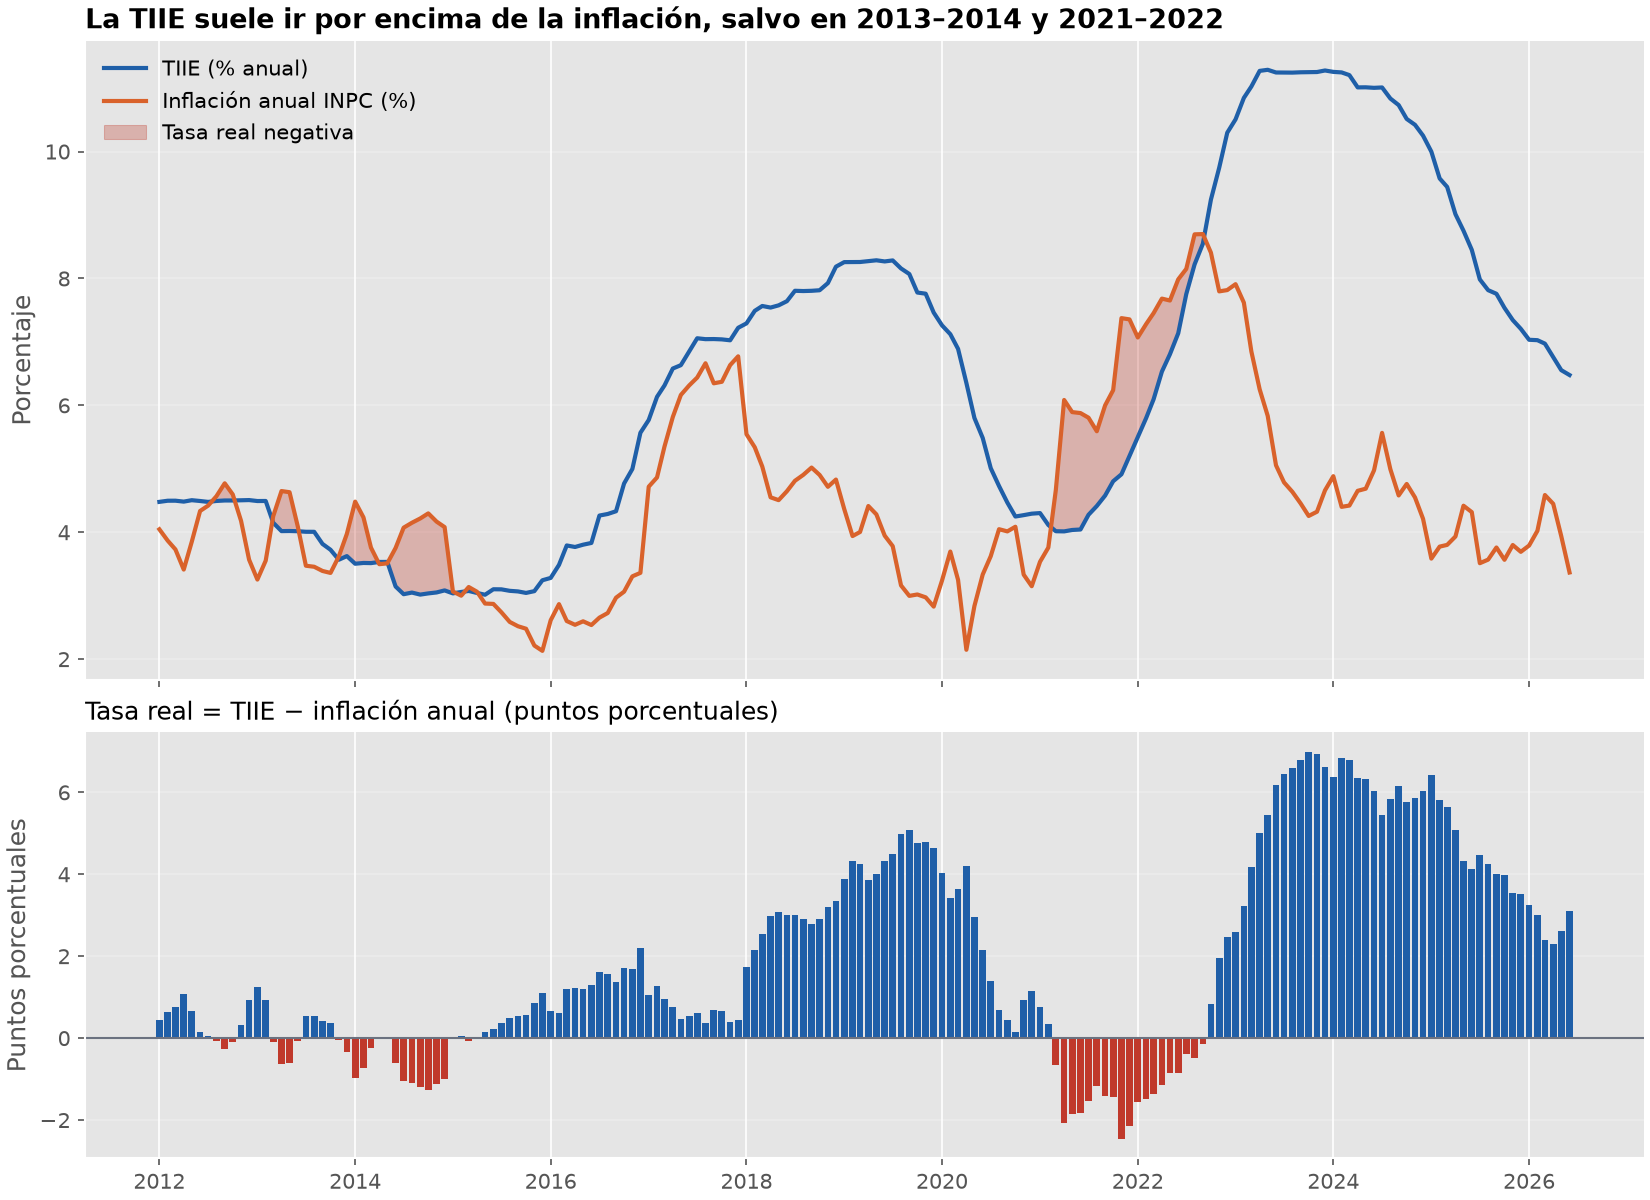 La TIIE suele ir por encima de la inflación, salvo en 2013–2014 y 2021–2022
TIIE (% anual)
Inflación anual INPC (%)
Tasa real negativa
Porcentaje
10
8
6
4
2
Tasa real = TIIE − inflación anual (puntos porcentuales)
Puntos porcentuales
6
4
2
0
−2
2012 2014 2016 2018 2020 2022 2024 2026